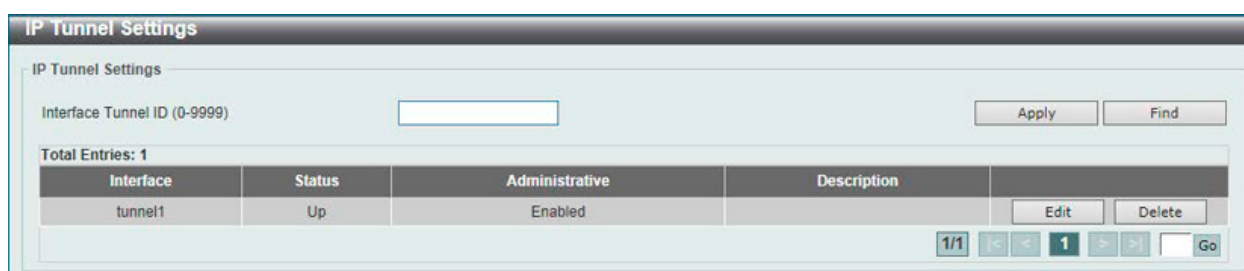 IP Tunnel Settings
IP Tunnel Settings
Interface Tunnel ID (0-9999) Apply Find
Total Entries: 1
Interface Status Administrative Description
tunnel1 Up Enabled Edit Delete
1/1 |< < 1 > >| Go